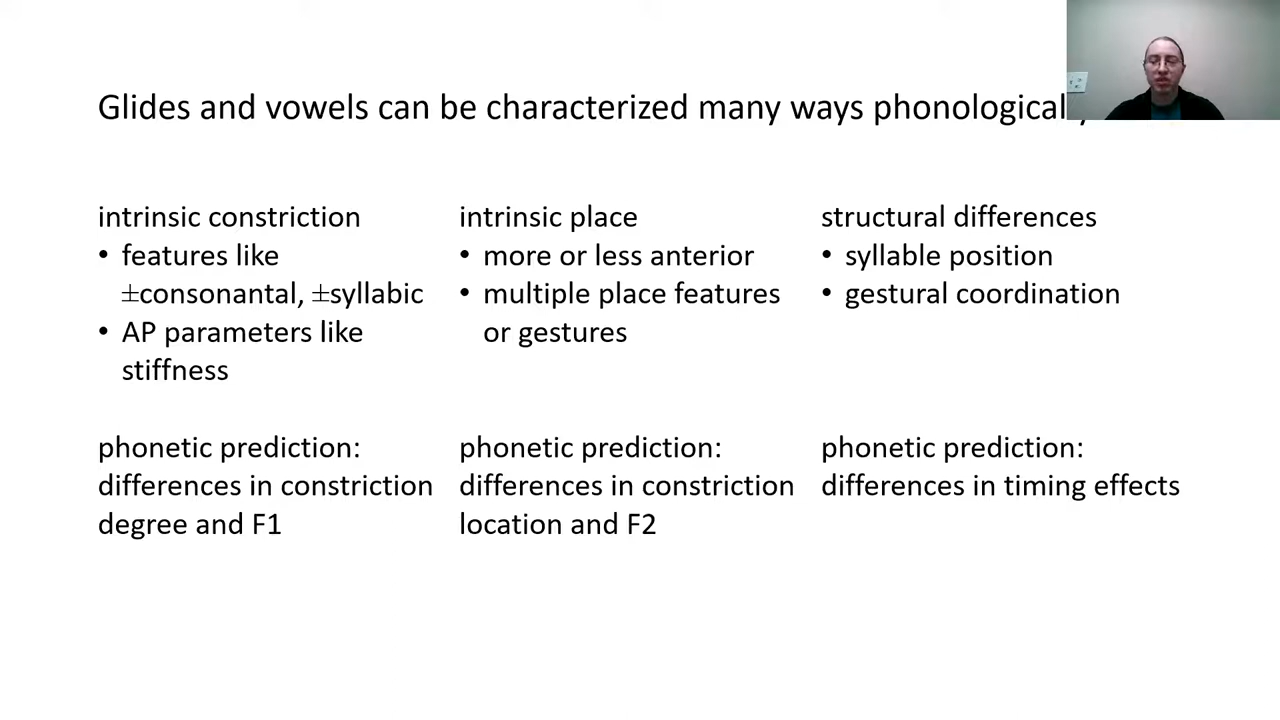 Glides and vowels can be characterized many ways
intrinsic constriction
• features like
±consonantal, ±syllabic
• AP parameters like
stiffness
phonetic prediction:
differences in constriction
degree and F1
intrinsic place
• more or less anterior
• multiple place features
or gestures
phonetic prediction:
differences in constriction
location and F2
structural differences
• syllable position
• gestural coordination
phonetic prediction:
differences in timing effects